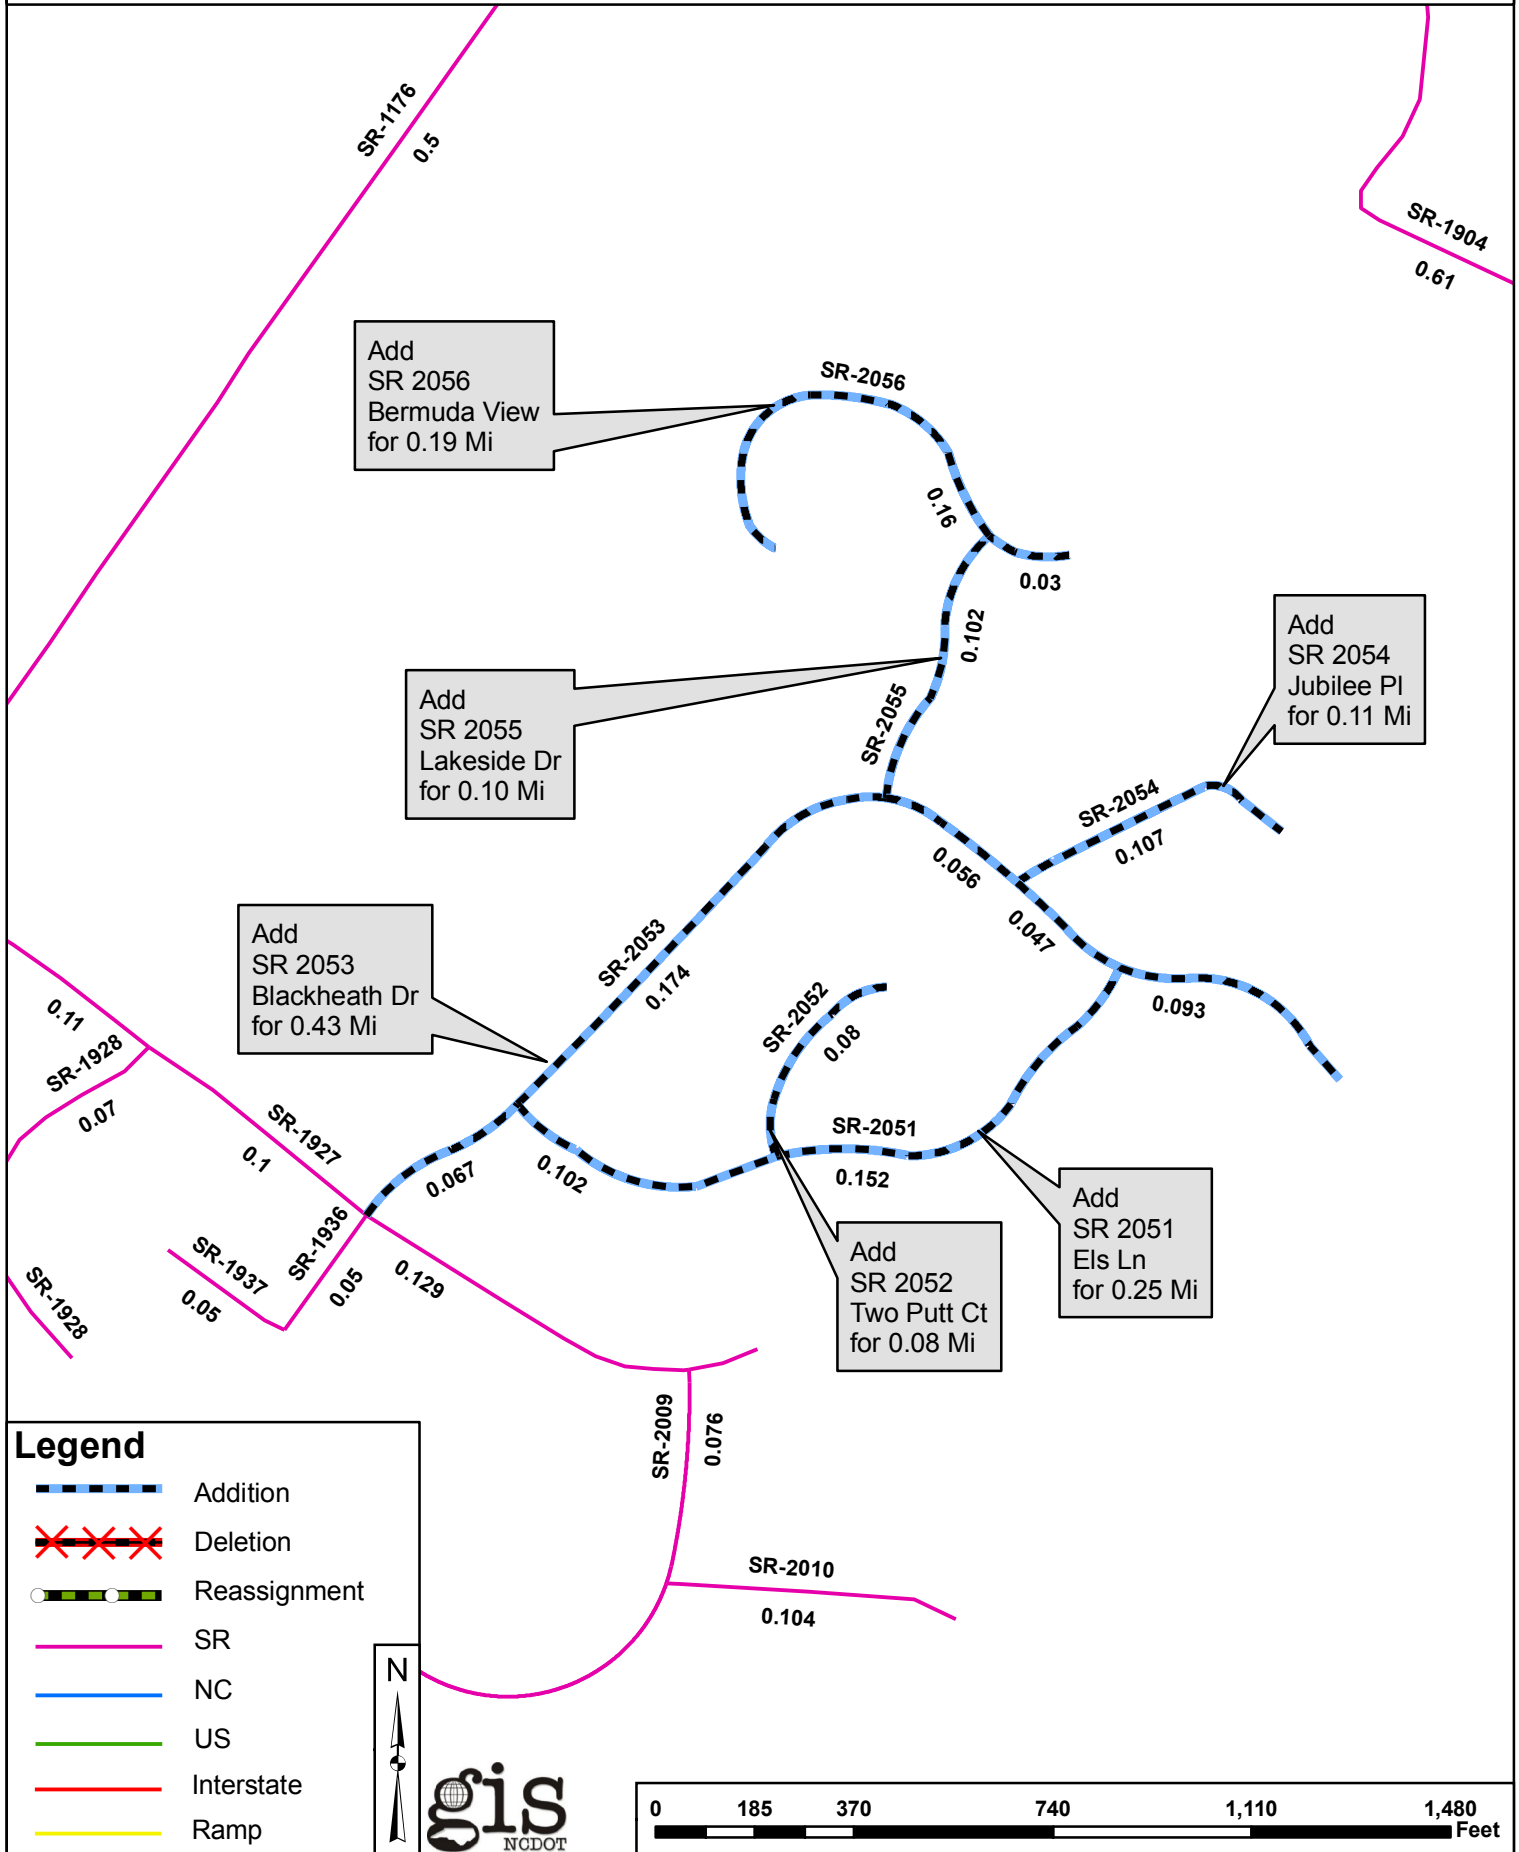 SR-1176
0.5
SR-1904
0.61
Add
SR 2056
Bermuda View
for 0.19 Mi
SR-2056
0.16
0.03
0.102
Add
SR 2054
Jubilee Pl
for 0.11 Mi
Add
SR 2055
Lakeside Dr
for 0.10 Mi
SR-2055
SR-2054
0.107
0.056
0.047
Add
SR 2053
Blackheath Dr
for 0.43 Mi
SR-2053
0.174
SR-2052
0.08
0.093
0.11
SR-1928
0.07
SR-1927
0.1
0.067
0.102
SR-2051
0.152
Add
SR 2051
Els Ln
for 0.25 Mi
Add
SR 2052
Two Putt Ct
for 0.08 Mi
SR-1936
0.05
SR-1937
0.05
0.129
SR-1928
SR-2009
0.076
SR-2010
0.104
Legend
Addition
Deletion
Reassignment
SR
NC
US
Interstate
Ramp
N
gis
NCDOT
0 185 370 740 1,110 1,480
Feet